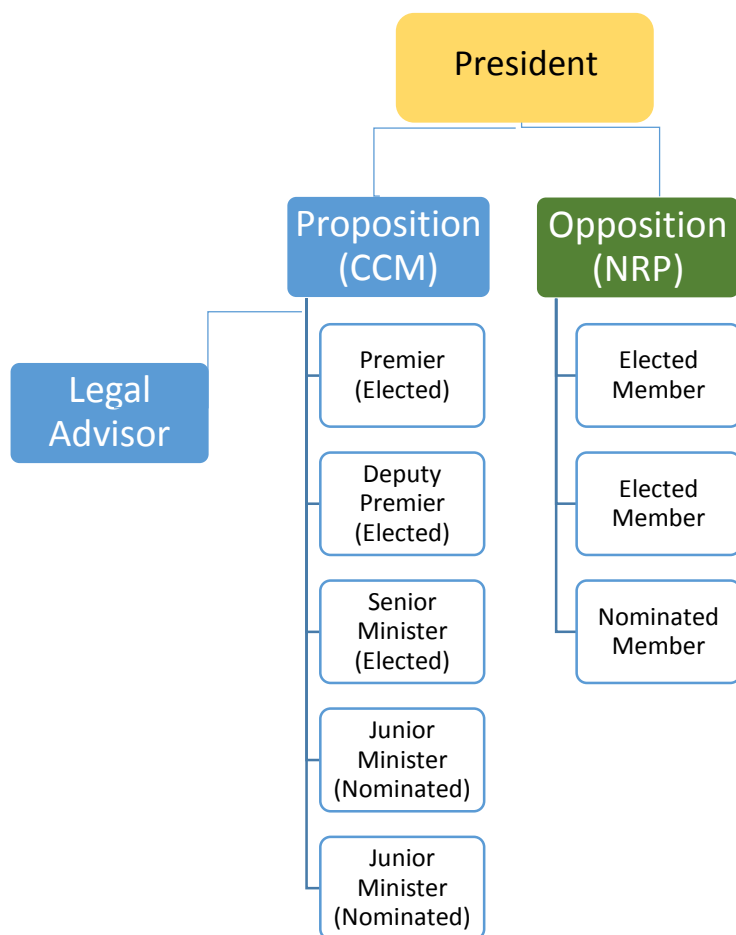 President
Proposition
(CCM)
Opposition
(NRP)
Legal
Advisor
Premier
(Elected)
Deputy
Premier
(Elected)
Senior
Minister
(Elected)
Junior
Minister
(Nominated)
Junior
Minister
(Nominated)
Elected
Member
Elected
Member
Nominated
Member